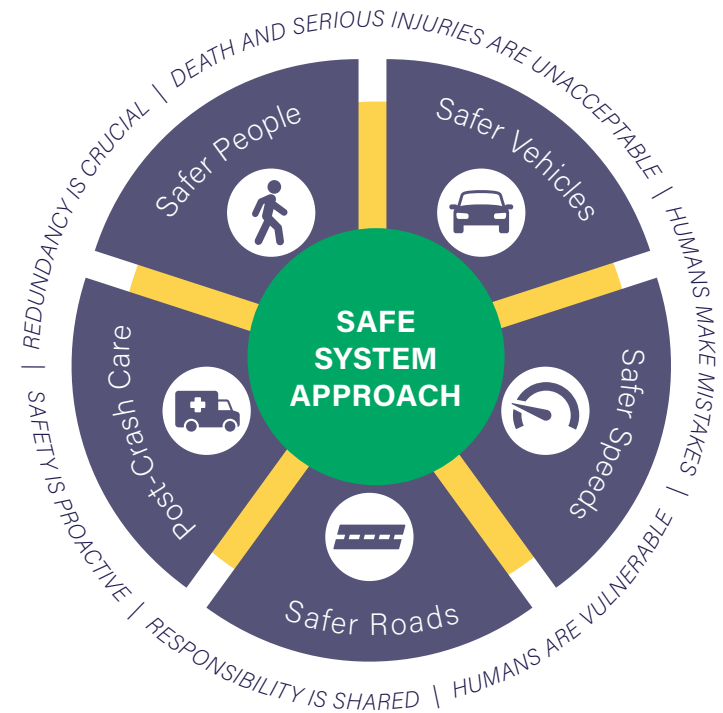 DEATH AND SERIOUS INJURIES ARE UNACCEPTABLE | HUMANS MAKE MISTAKES | HUMANS ARE VULNERABLE | RESPONSIBILITY IS SHARED | SAFETY IS PROACTIVE | REDUNDANCY IS CRUCIAL |
Safer People
Safer Vehicles
Safer Speeds
Safer Roads
Post-Crash Care
SAFE
SYSTEM
APPROACH